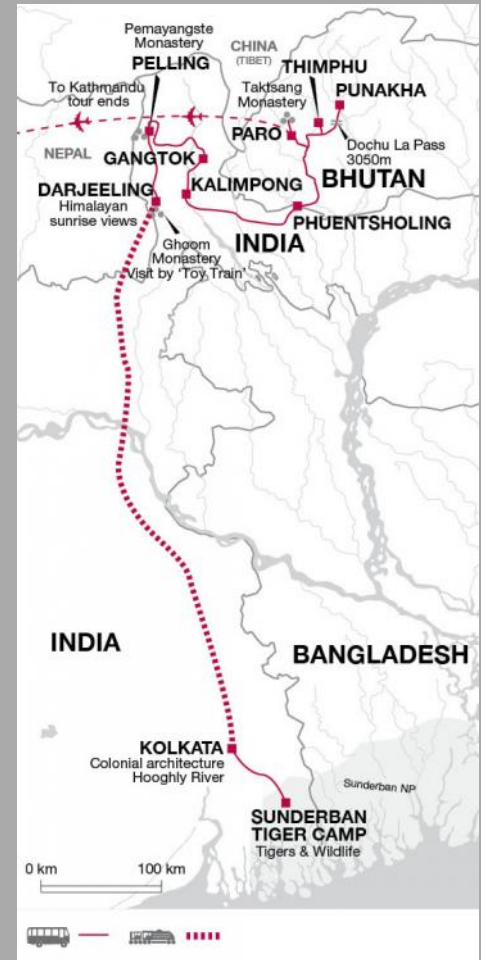 Pemayangste
Monastery
PELLING
CHINA
(TIBET)
THIMPHU
To Kathmandu
tour ends
Taktsang
Monastery
PUNAKHA
PARO
NEPAL
Dochu La Pass
3050m
GANGTOK
BHUTAN
DARJEELING
Himalayan
sunrise views
KALIMPONG
PHUENTSHOLING
Ghoom
Monastery
Visit by 'Toy Train'
INDIA
INDIA
BANGLADESH
KOLKATA
Colonial architecture
Hooghly River
Sunderban NP
SUNDERBAN
TIGER CAMP
Tigers & Wildlife
0 km
100 km